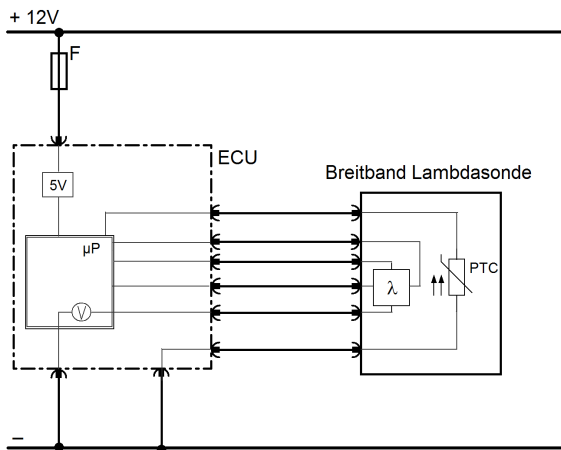 + 12V
F
ECU
Breitband Lambdasonde
5V
µP
PTC
λ
V
–